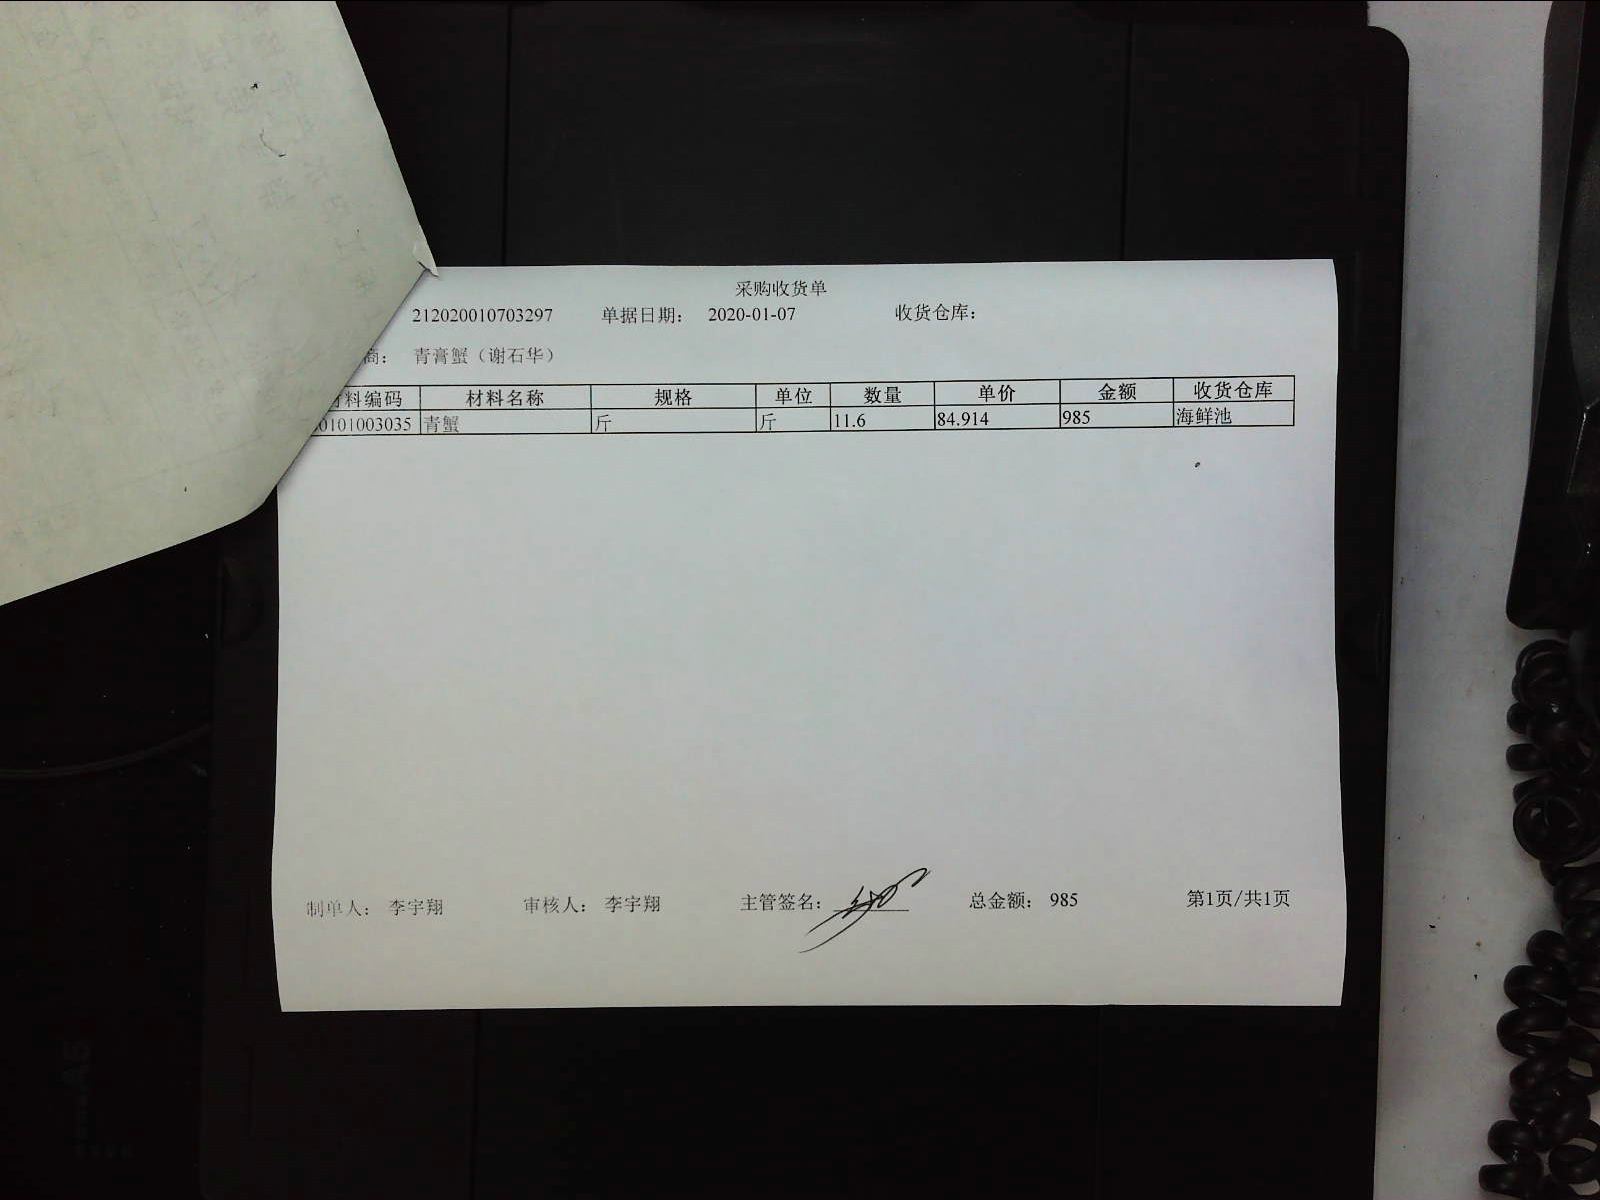 采购收货单
212020010703297 单据日期: 2020-01-07 收货仓库:
商: 青膏蟹（谢石华）
料编码 材料名称 规格 单位 数量 单价 金额 收货仓库
0101003035 青蟹 斤 斤 11.6 84.914 985 海鲜池
制单人: 李宇翔 审核人: 李宇翔 主管签名: 总金额: 985 第1页/共1页